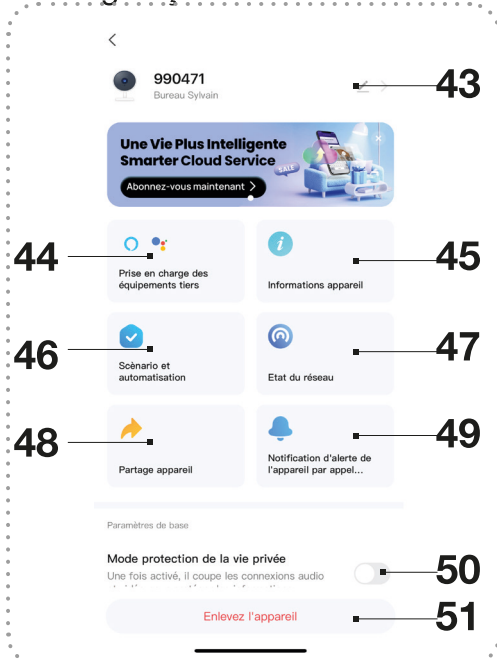 990471
Bureau Sylvain
43
Une Vie Plus Intelligente
Smarter Cloud Service
SALE
Abonnez-vous maintenant
44
45
Prise en charge des
équipements tiers
Informations appareil
46
47
Scènario et
automatisation
Etat du réseau
48
49
Partage appareil
Notification d'alerte de
l'appareil par appel...
Paramètres de base
Mode protection de la vie privée
Une fois activé, il coupe les connexions audio
50
Enlevez l'appareil
51